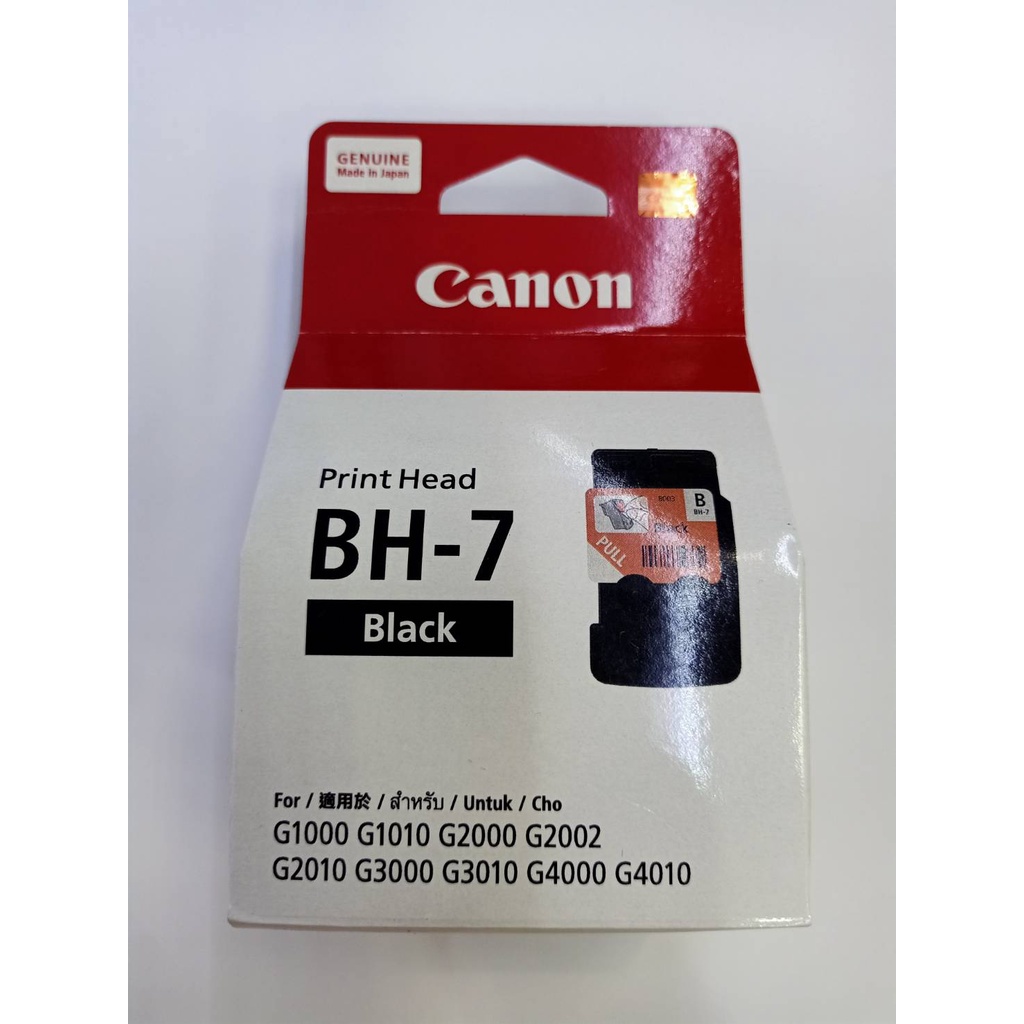 GENUINE
Made in Japan
Canon
Print Head
BH-7
Black
B003
B
BH-7
Black
PULL
For / 適用於 / สำหรับ / Untuk / Cho
G1000 G1010 G2000 G2002
G2010 G3000 G3010 G4000 G4010